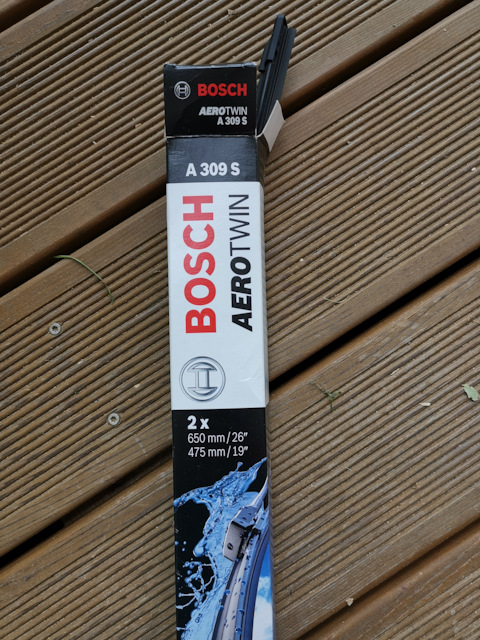 BOSCH
AEROTWIN
A 309 S
A 309 S
BOSCH
AEROTWIN
2 x
650 mm / 26"
475 mm / 19"